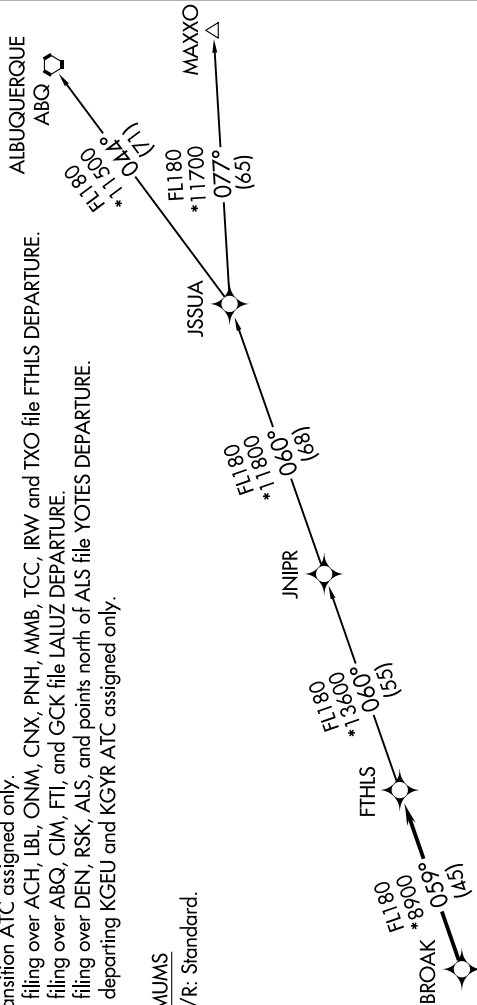 ansition ATC assigned only.
filing over ACH, LBL, ONM, CNX, PNH, MMB, TCC, IRW and TXO file FTHLS DEPARTURE.
filing over ABQ, CIM, FTI, and GCK file LALUZ DEPARTURE.
filing over DEN, RSK, ALS, and points north of ALS file YOTES DEPARTURE.
departing KGEU and KGYR ATC assigned only.
MUMS
/R: Standard.
ALBUQUERQUE
ABQ
FL180
*11500
044°
(71)
MAXXO
FL180
*11700
077°
(65)
JSSUA
FL180
*11800
060°
(68)
JNIPR
FL180
*13600
060°
(55)
FTHLS
FL180
*8900
059°
(45)
BROAK